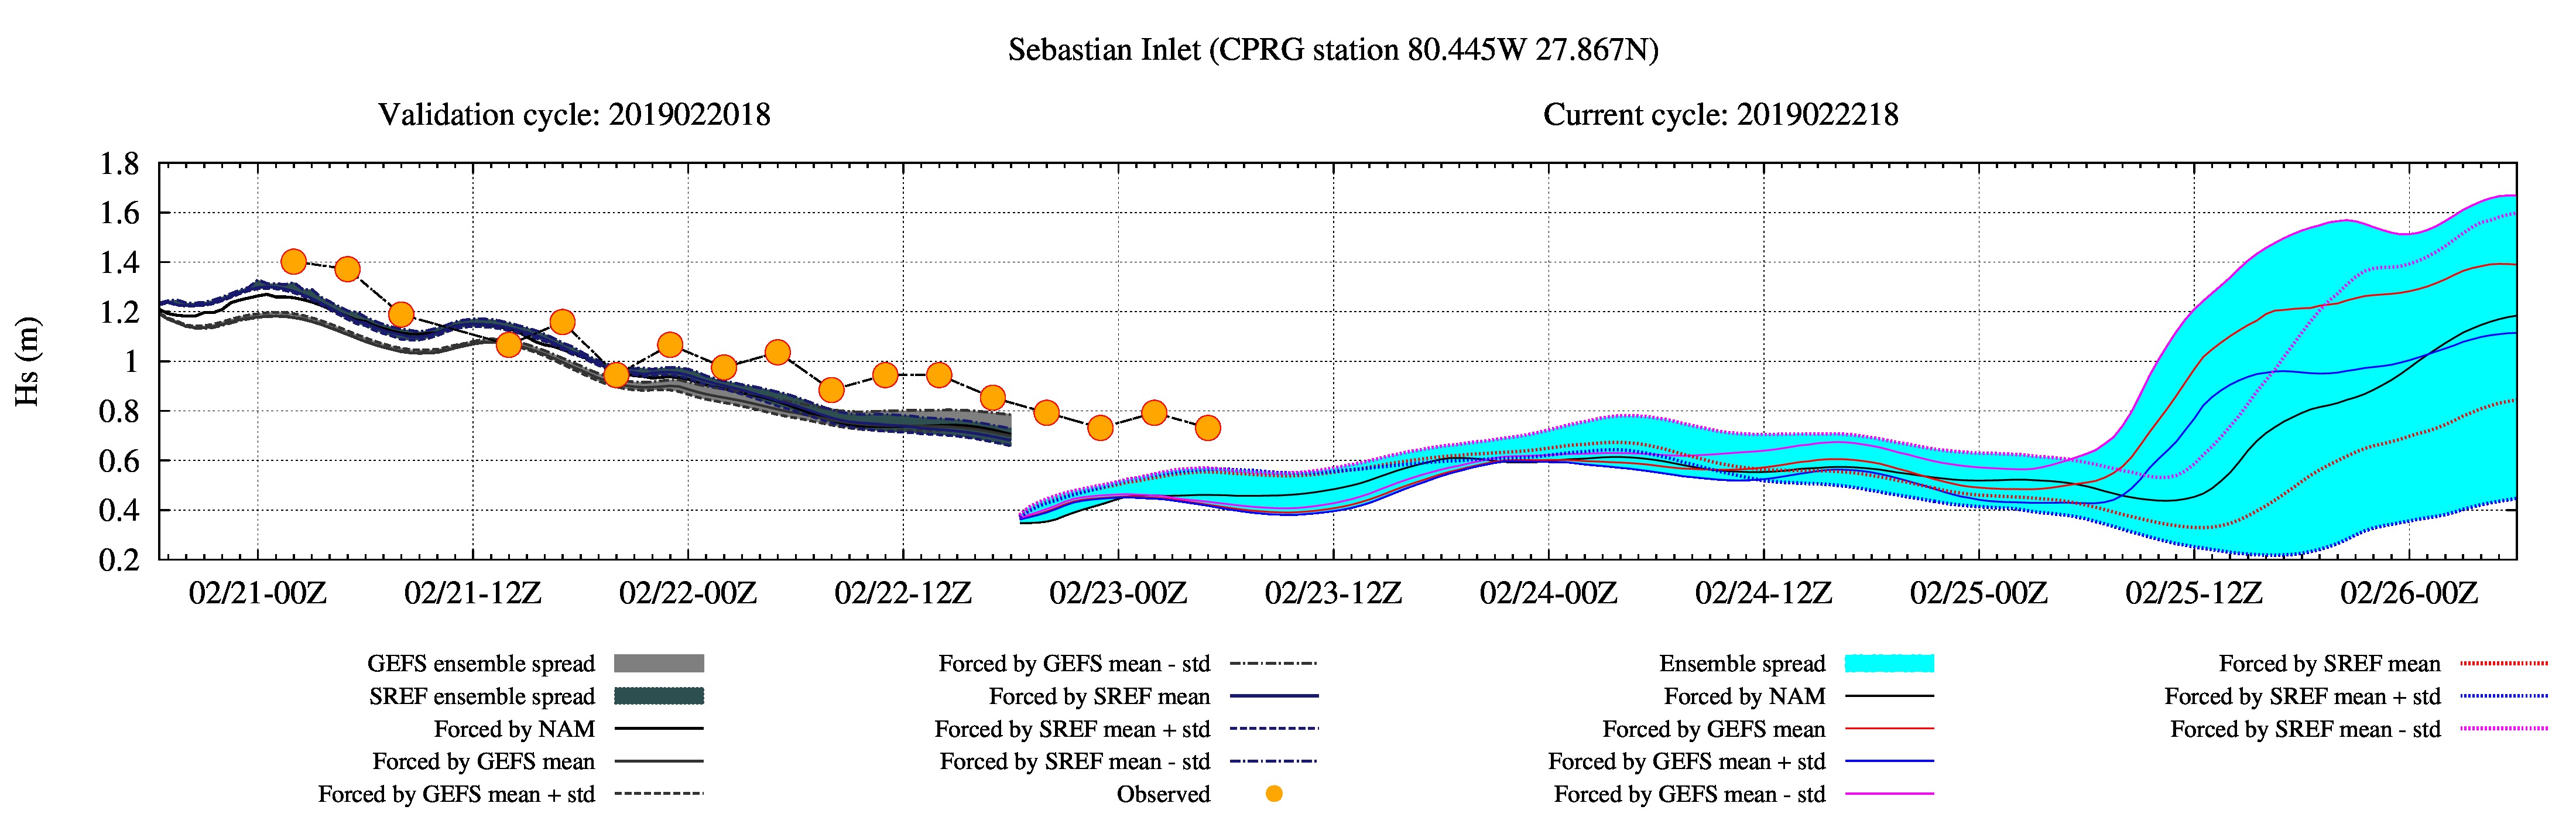 Sebastian Inlet (CPRG station 80.445W 27.867N)
Validation cycle: 2019022018
Current cycle: 2019022218
Hs (m)
1.8
1.6
1.4
1.2
1
0.8
0.6
0.4
0.2
02/21-00Z 02/21-12Z 02/22-00Z 02/22-12Z 02/23-00Z 02/23-12Z 02/24-00Z 02/24-12Z 02/25-00Z 02/25-12Z 02/26-00Z
GEFS ensemble spread
SREF ensemble spread
Forced by NAM
Forced by GEFS mean
Forced by GEFS mean + std
Forced by GEFS mean - std
Forced by SREF mean
Forced by SREF mean + std
Forced by SREF mean - std
Observed
Ensemble spread
Forced by NAM
Forced by GEFS mean
Forced by GEFS mean + std
Forced by GEFS mean - std
Forced by SREF mean
Forced by SREF mean + std
Forced by SREF mean - std